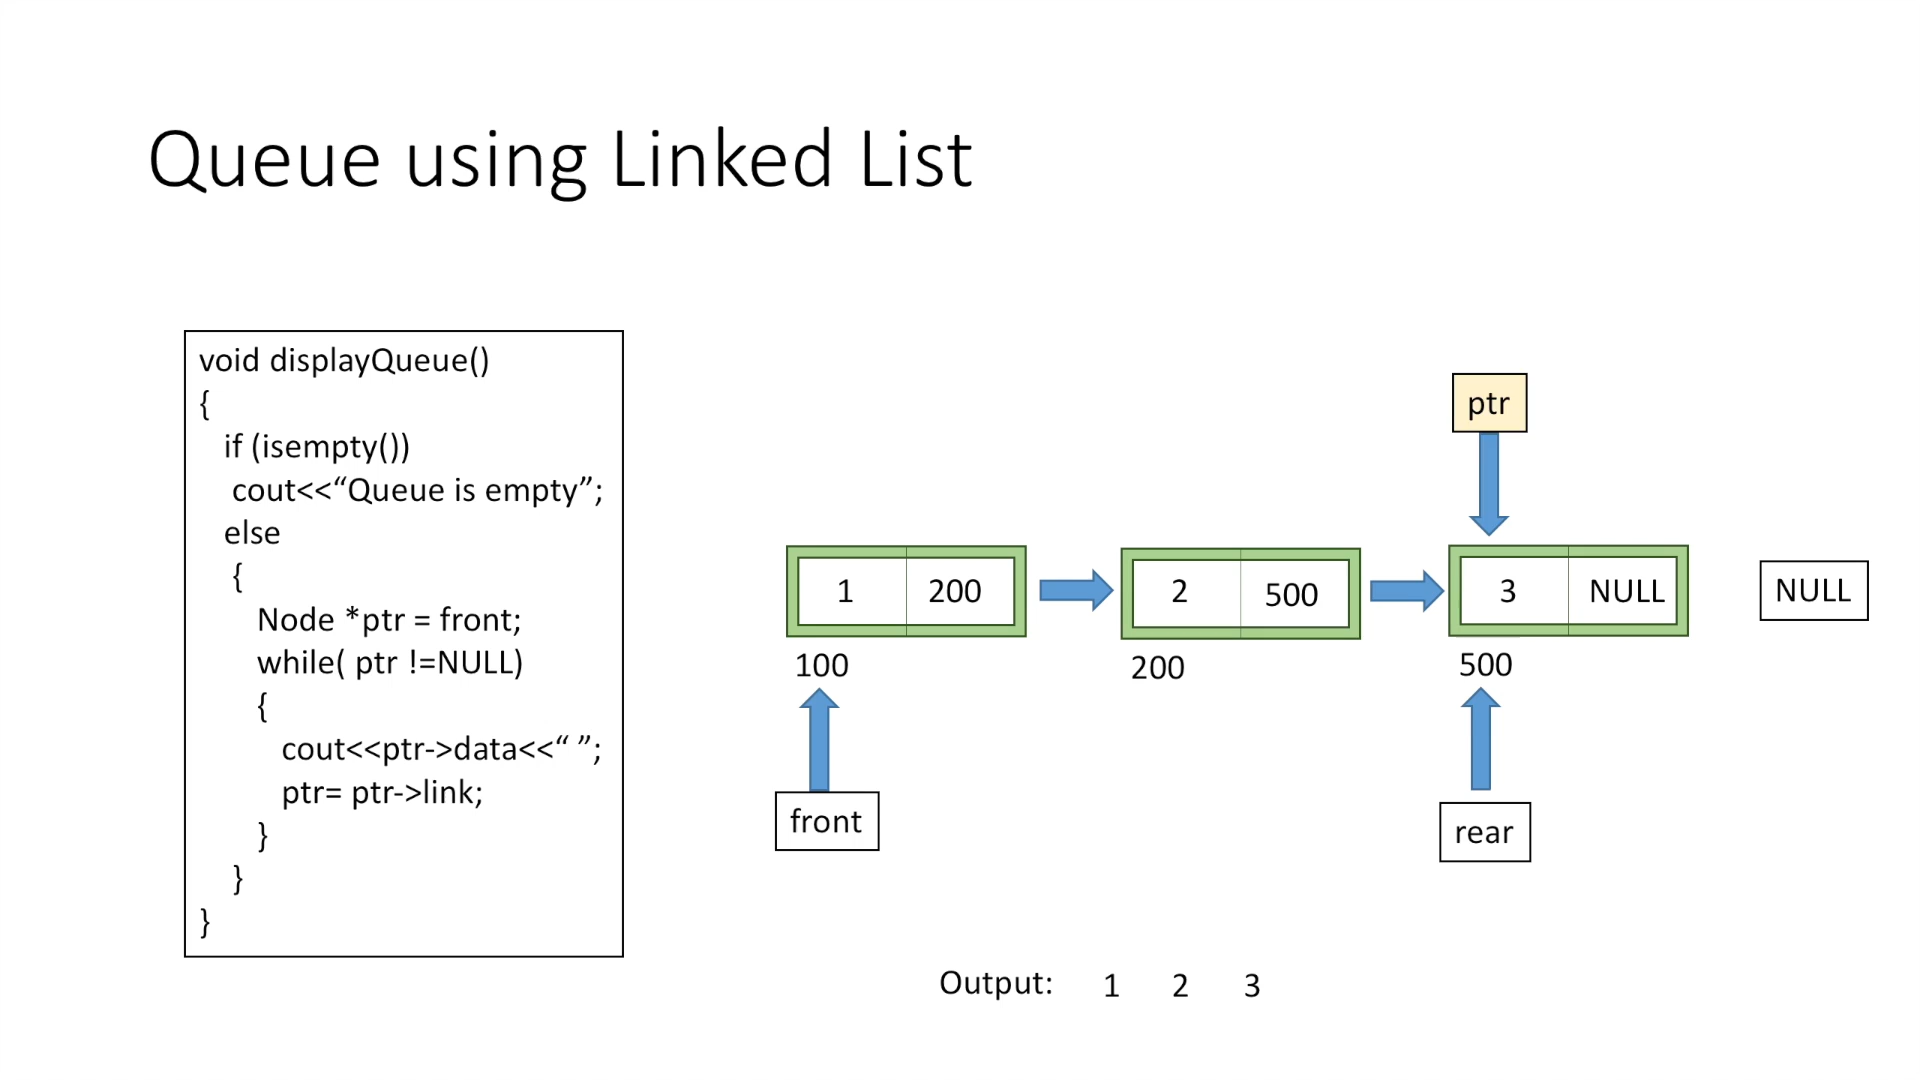 Queue using Linked List
void displayQueue()
{
if (isempty())
cout<<“Queue is empty”;
else
{
Node *ptr = front;
while( ptr !=NULL)
{
cout<<ptr->data<<“ ”;
ptr= ptr->link;
}
}
}
ptr
1 200
2 500
3 NULL
NULL
100
200
500
front
rear
Output: 1 2 3